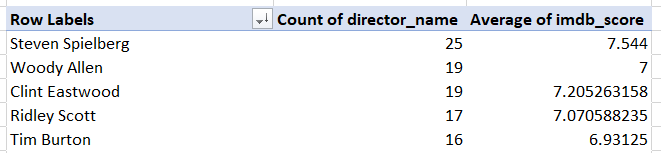 Row Labels Count of director_name Average of imdb_score
Steven Spielberg 25 7.544
Woody Allen 19 7
Clint Eastwood 19 7.205263158
Ridley Scott 17 7.070588235
Tim Burton 16 6.93125